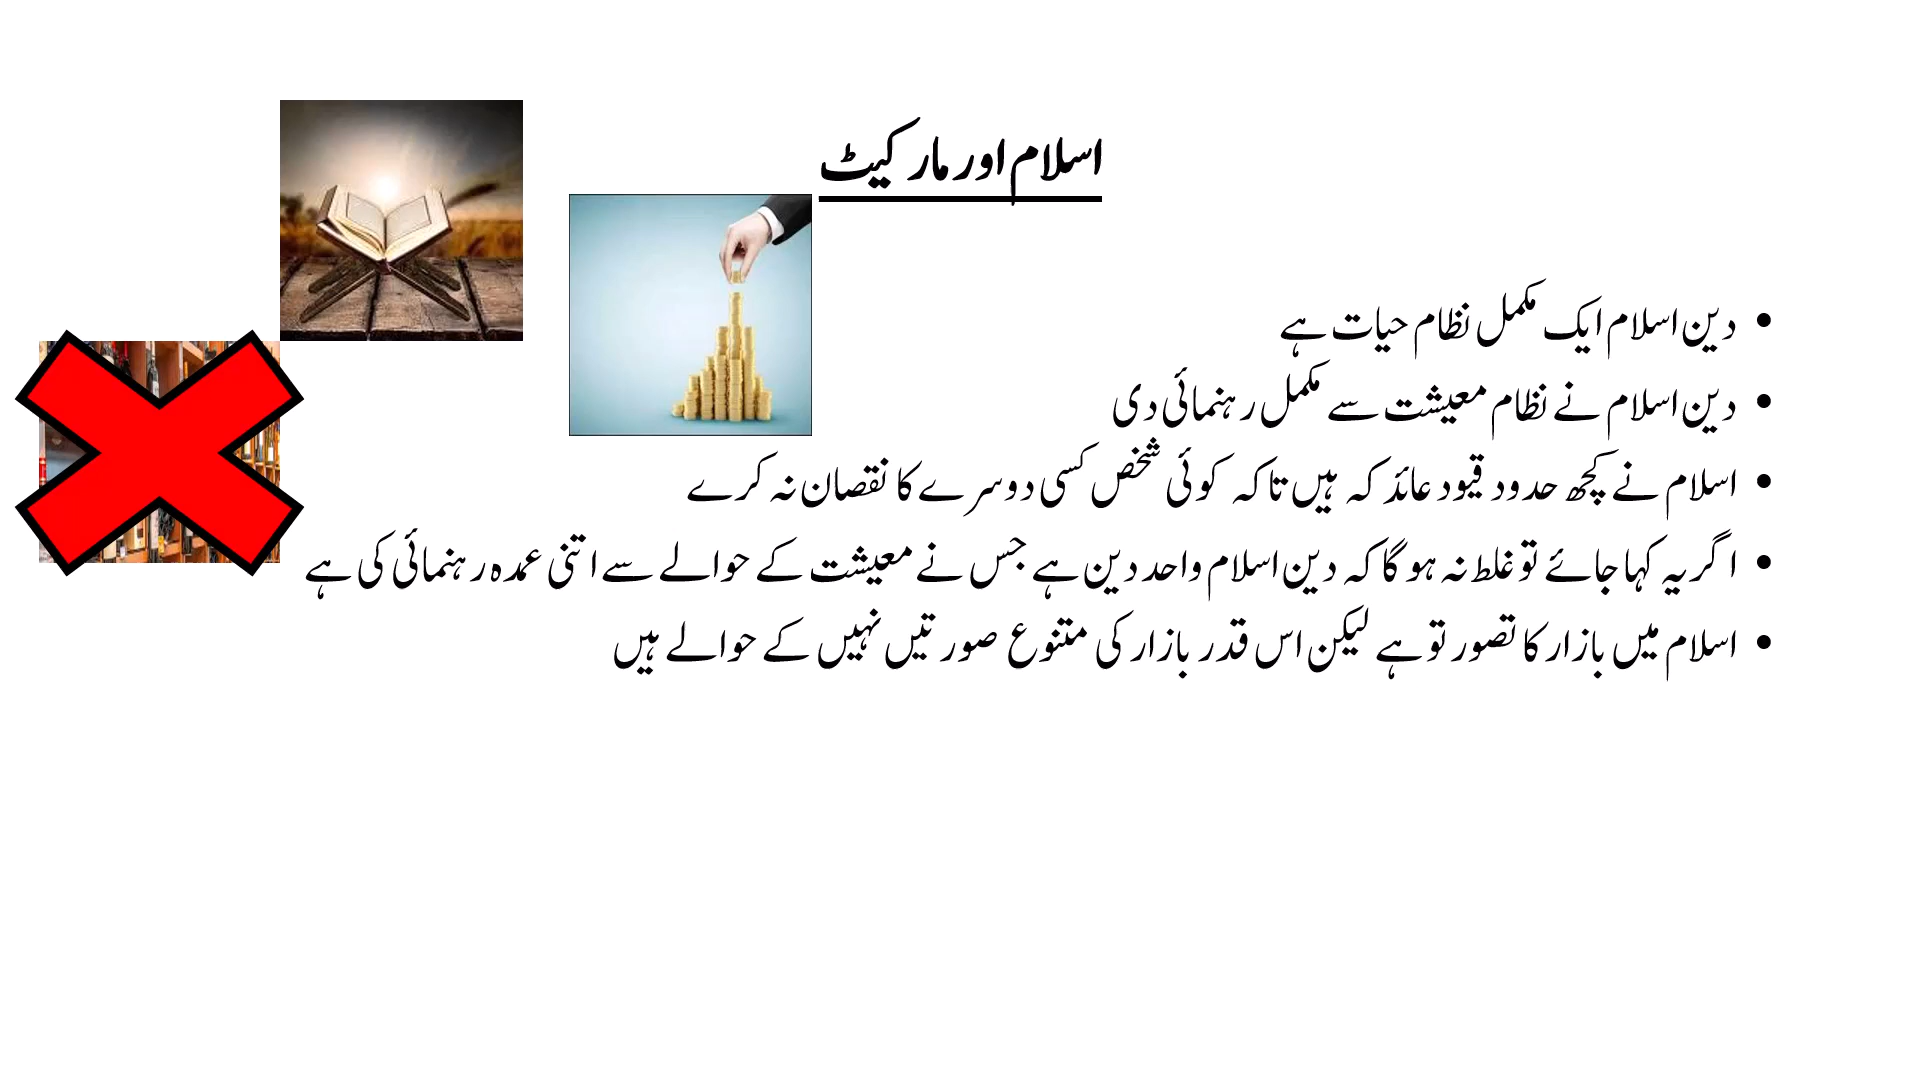 اسلام اور مارکیٹ
• دین اسلام ایک مکمل نظام حیات ہے
• دین اسلام نے نظام معیشت سے مکمل رہنمائی دی
• اسلام نے کچھ حدود قیود عائد کہ ہیں تاکہ کوئی شخص کسی دوسرے کا نقصان نہ کرے
• اگریہ کہا جائے تو غلط نہ ہو گا کہ دین اسلام واحد دین ہے جس نے معیشت کے حوالے سے اتنی عمدہ رہنمائی کی ہے
• اسلام میں بازار کا تصور تو ہے لیکن اس قدر بازار کی متنوع صورتیں نہیں کے حوالے ہیں